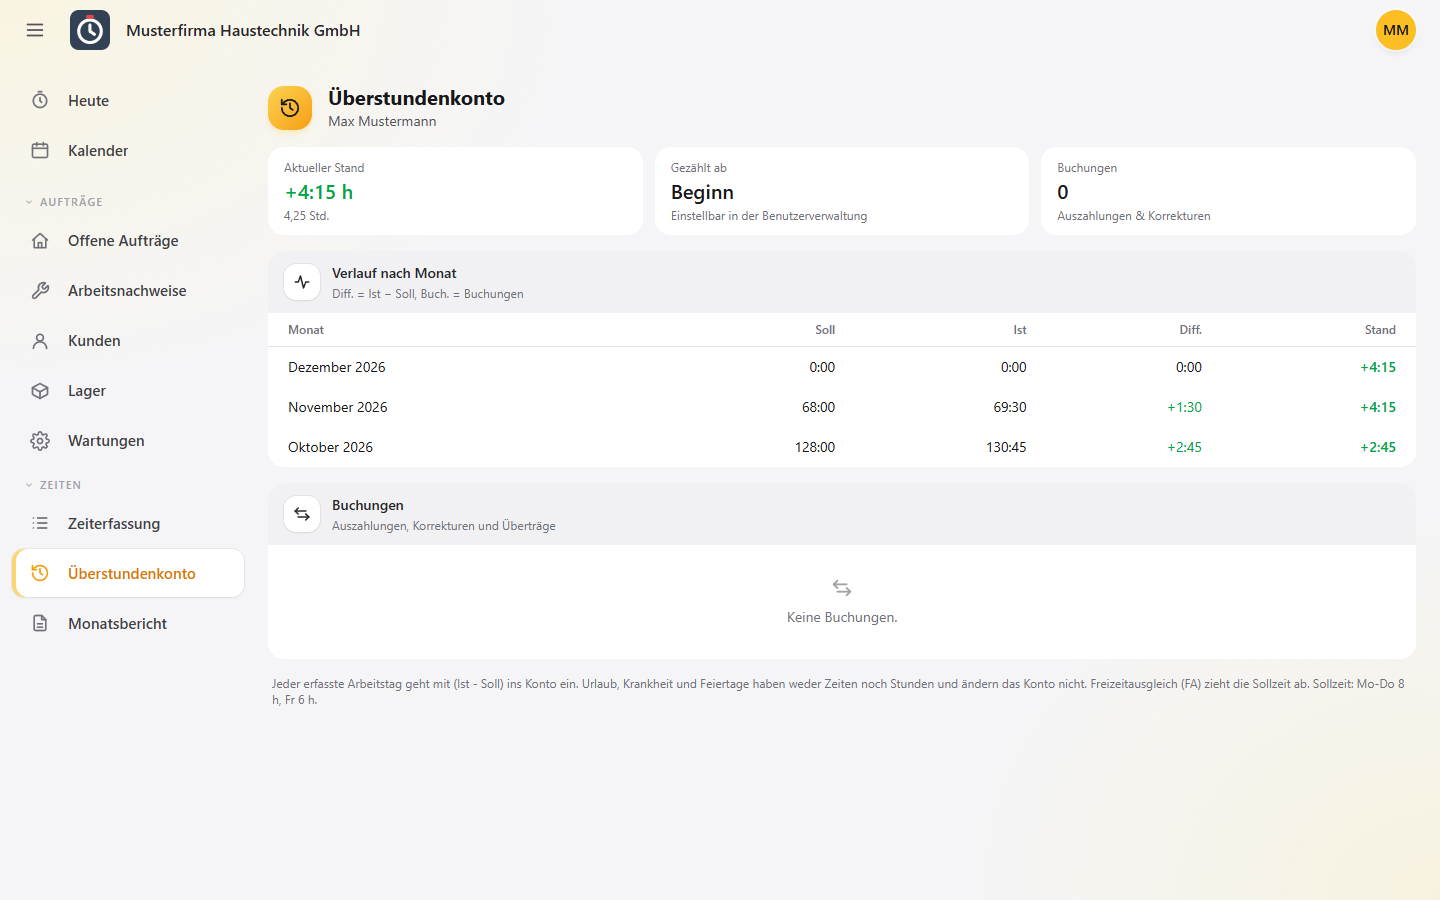 Musterfirma Haustechnik GmbH
MM
Heute
Kalender
AUFTRÄGE
Offene Aufträge
Arbeitsnachweise
Kunden
Lager
Wartungen
ZEITEN
Zeiterfassung
Überstundenkonto
Monatsbericht
Überstundenkonto
Max Mustermann
Aktueller Stand
+4:15 h
4,25 Std.
Gezählt ab
Beginn
Einstellbar in der Benutzerverwaltung
Buchungen
0
Auszahlungen & Korrekturen
Verlauf nach Monat
Diff. = Ist − Soll, Buch. = Buchungen
Monat Soll Ist Diff. Stand
Dezember 2026 0:00 0:00 0:00 +4:15
November 2026 68:00 69:30 +1:30 +4:15
Oktober 2026 128:00 130:45 +2:45 +2:45
Buchungen
Auszahlungen, Korrekturen und Überträge
Keine Buchungen.
Jeder erfasste Arbeitstag geht mit (Ist - Soll) ins Konto ein. Urlaub, Krankheit und Feiertage haben weder Zeiten noch Stunden und ändern das Konto nicht. Freizeitausgleich (FA) zieht die Sollzeit ab. Sollzeit: Mo-Do 8
h, Fr 6 h.